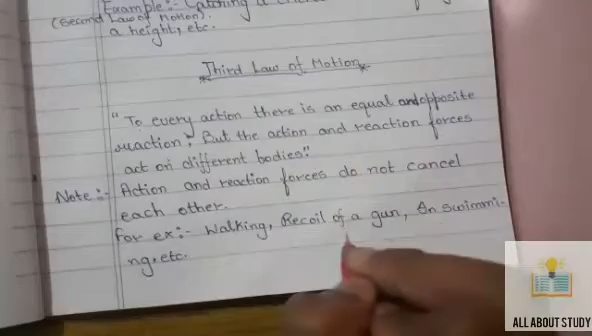 Example:- Catching a
(Second Law of Motion).
a height, etc.
Third Law of Motion
"To every action there is an equal and opposite
reaction, But the action and reaction forces
act on different bodies."
Note:- Action and reaction forces do not cancel
each other.
For ex:- Walking, Recoil of a gun, In swimmi-
ng, etc.
ALL ABOUT STUDY